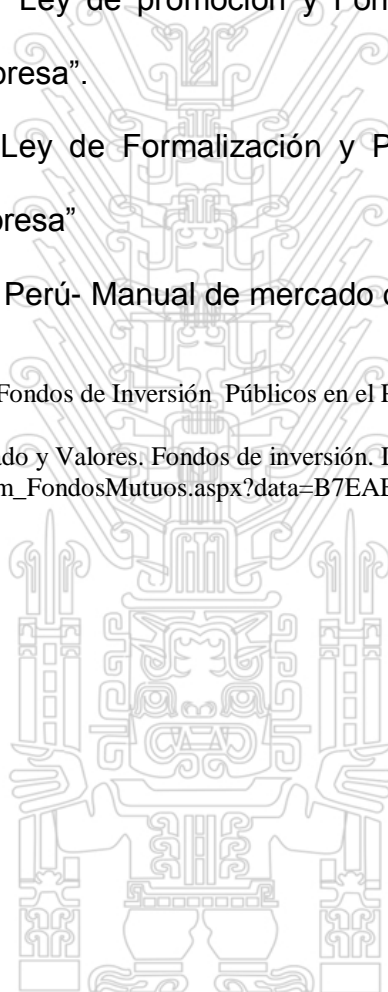 Ley de promoción y
presa”.
Ley de Formalización y P
presa”
Perú- Manual de mercado
Fondos de Inversión Públicos en el
ado y Valores. Fondos de inversión.
m_FondosMutuos.aspx?data=B7EAE